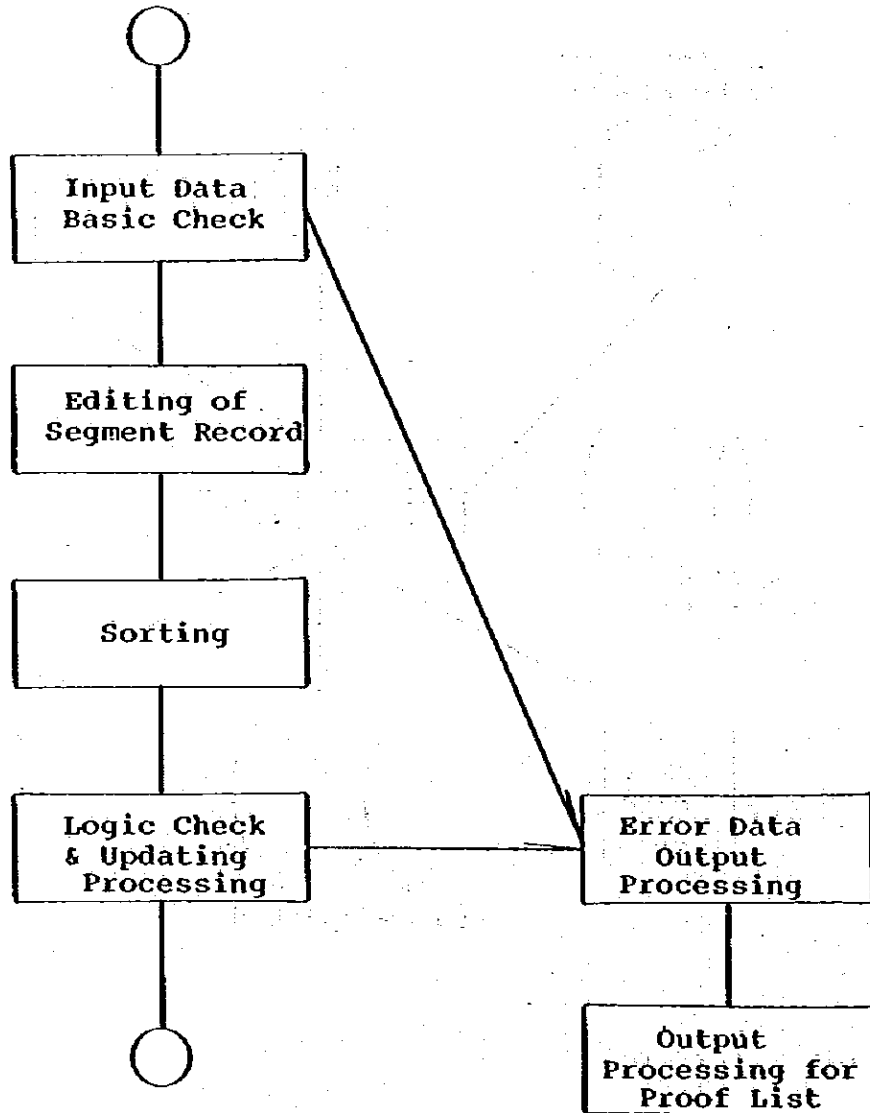 Input Data
Basic Check
Editing of
Segment Record
Sorting
Logic Check
& Updating
Processing
Error Data
Output
Processing
Output
Processing for
Proof List